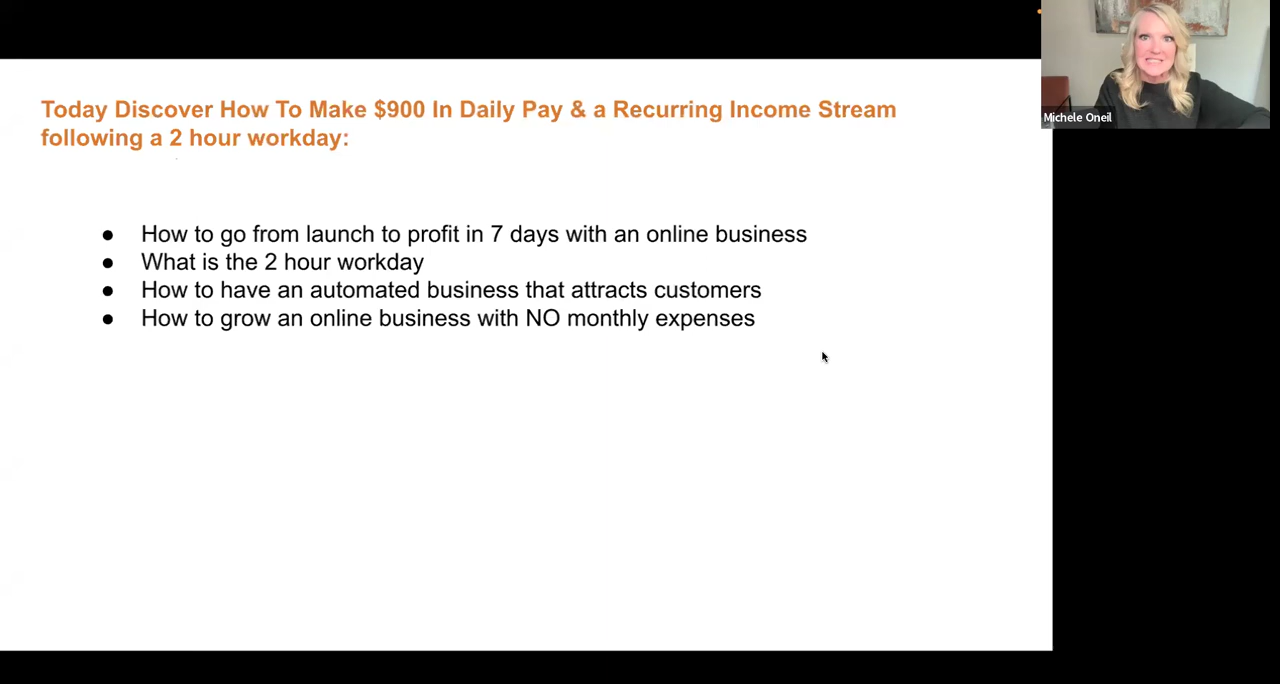 Today Discover How To Make $900 In Daily Pay & a Recurring Income Stream
following a 2 hour workday:
Michele Oneil
● How to go from launch to profit in 7 days with an online business
● What is the 2 hour workday
● How to have an automated business that attracts customers
● How to grow an online business with NO monthly expenses